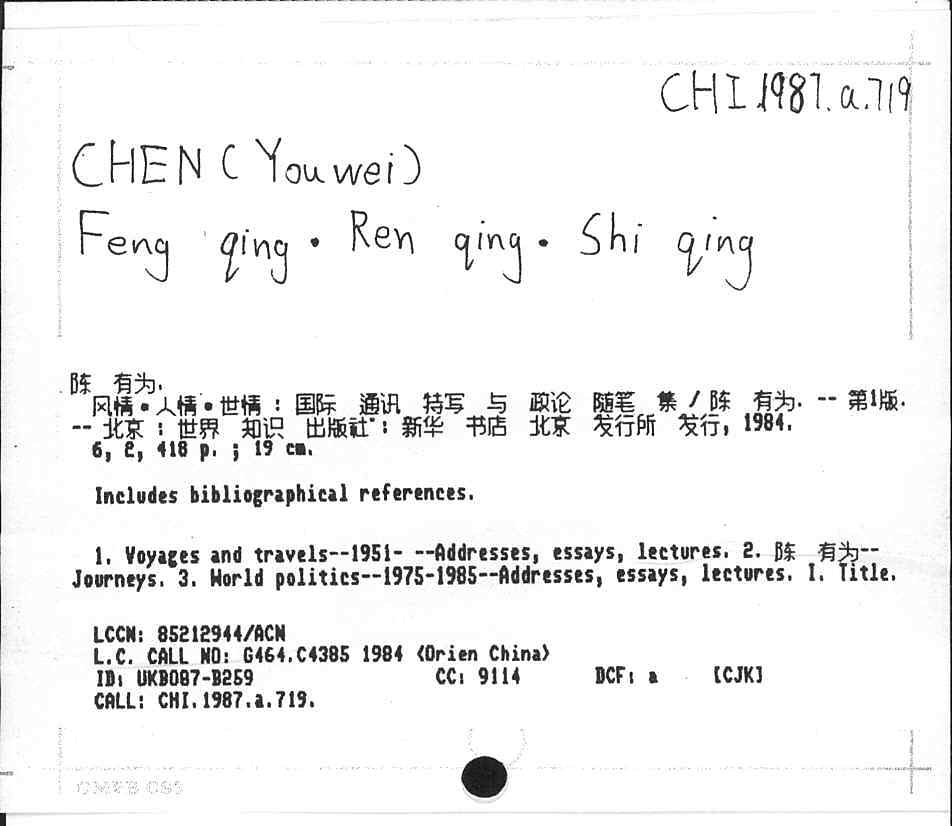 CHI.1987.a.719
CHEN (Youwei)
Feng qing · Ren qing · Shi qing
陈 有为.
风情·人情·世情 : 国际 通讯 特写 与 政论 随笔 集 / 陈 有为. -- 第1版.
-- 北京 : 世界 知识 出版社 : 新华 书店 北京 发行所 发行, 1984.
6, 2, 418 p. ; 19 cm.
Includes bibliographical references.
1. Voyages and travels--1951- --Addresses, essays, lectures. 2. 陈 有为--
Journeys. 3. World politics--1975-1985--Addresses, essays, lectures. I. Title.
LCCN: 85212944/ACN
L.C. CALL NO: G464.C4385 1984 <Orien China>
ID: UKBO87-B259 CC: 9114 DCF: a [CJK]
CALL: CHI.1987.a.719.